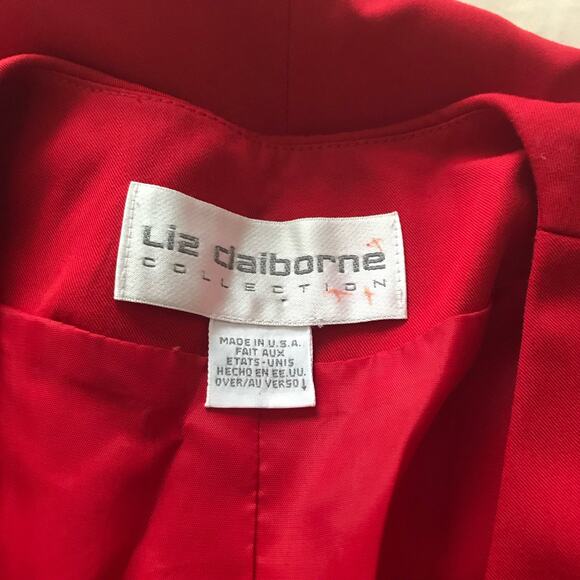 Liz claiborne
COLLECTION
MADE IN U.S.A.
FAIT AUX
ETATS-UNIS
HECHO EN EE.UU.
OVER/AU VERSO↓